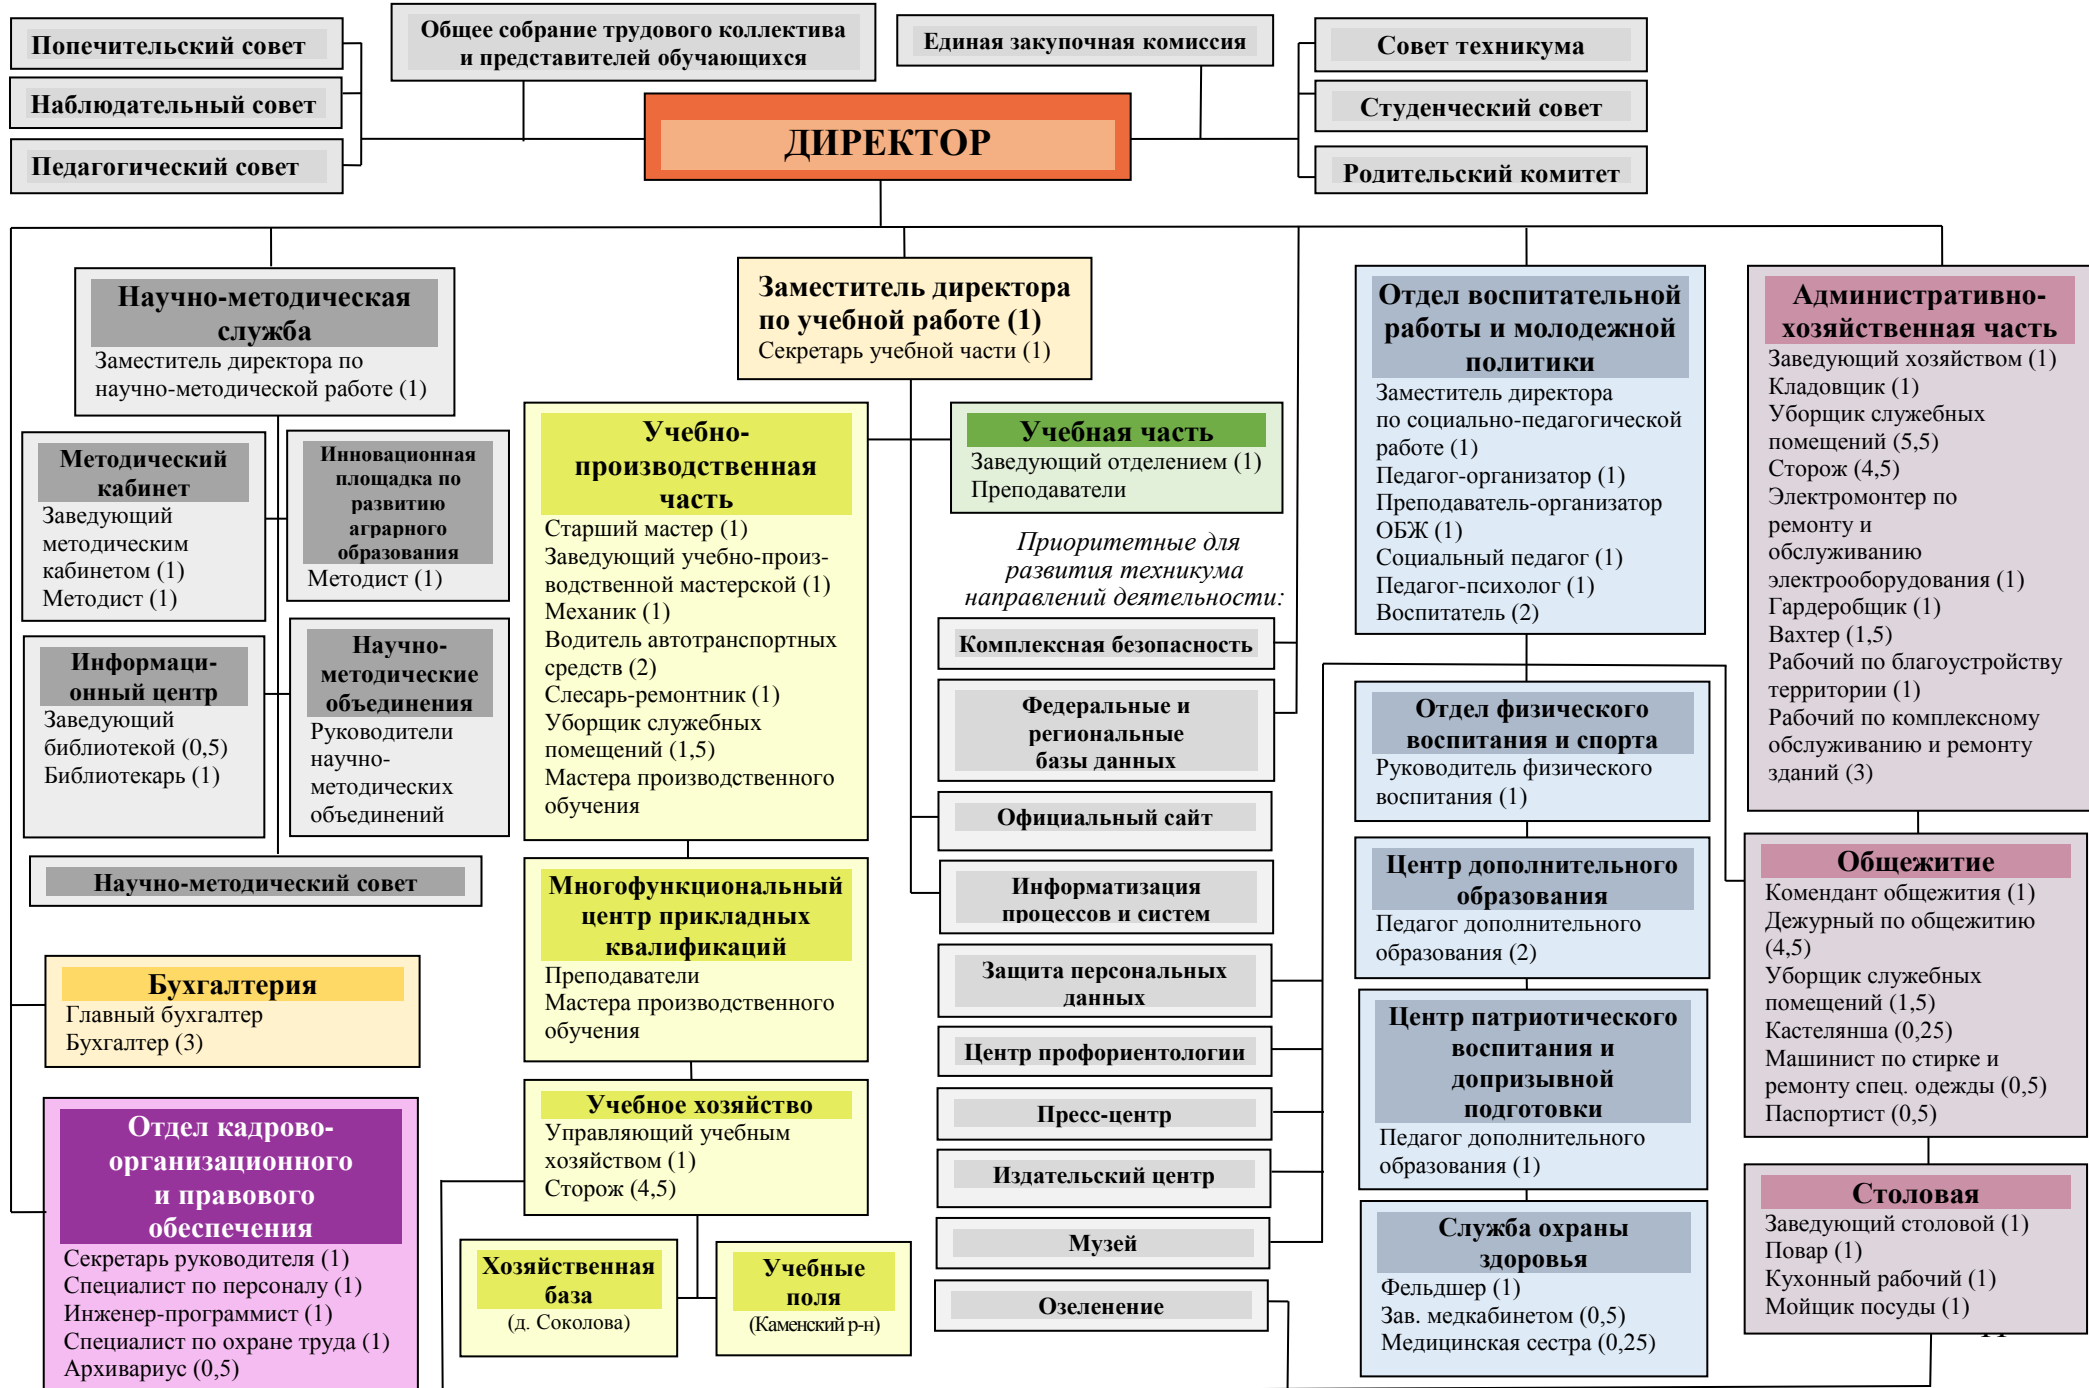 Попечительский совет
Наблюдательный совет
Педагогический совет
Общее собрание трудового коллектива
и представителей обучающихся
Единая закупочная комиссия
Совет техникума
Студенческий совет
Родительский комитет
ДИРЕКТОР
Научно-методическая
служба
Заместитель директора по
научно-методической работе (1)
Методический
кабинет
Заведующий
методическим
кабинетом (1)
Методист (1)
Инновационная
площадка по
развитию
аграрного
образования
Методист (1)
Информаци-
онный центр
Заведующий
библиотекой (0,5)
Библиотекарь (1)
Научно-
методические
объединения
Руководители
научно-
методических
объединений
Научно-методический совет
Бухгалтерия
Главный бухгалтер
Бухгалтер (3)
Отдел кадрово-
организационного
и правового
обеспечения
Секретарь руководителя (1)
Специалист по персоналу (1)
Инженер-программист (1)
Специалист по охране труда (1)
Архивариус (0,5)
Заместитель директора
по учебной работе (1)
Секретарь учебной части (1)
Учебно-
производственная
часть
Старший мастер (1)
Заведующий учебно-произ-
водственной мастерской (1)
Механик (1)
Водитель автотранспортных
средств (2)
Слесарь-ремонтник (1)
Уборщик служебных
помещений (1,5)
Мастера производственного
обучения
Многофункциональный
центр прикладных
квалификаций
Преподаватели
Мастера производственного
обучения
Учебное хозяйство
Управляющий учебным
хозяйством (1)
Сторож (4,5)
Хозяйственная
база
(д. Соколова)
Учебные
поля
(Каменский р-н)
Учебная часть
Заведующий отделением (1)
Преподаватели
Приоритетные для
развития техникума
направлений деятельности:
Комплексная безопасность
Федеральные и
региональные
базы данных
Официальный сайт
Информатизация
процессов и систем
Защита персональных
данных
Центр профориентологии
Пресс-центр
Издательский центр
Музей
Озеленение
Отдел воспитательной
работы и молодежной
политики
Заместитель директора
по социально-педагогической
работе (1)
Педагог-организатор (1)
Преподаватель-организатор
ОБЖ (1)
Социальный педагог (1)
Педагог-психолог (1)
Воспитатель (2)
Отдел физического
воспитания и спорта
Руководитель физического
воспитания (1)
Центр дополнительного
образования
Педагог дополнительного
образования (2)
Центр патриотического
воспитания и
допризывной
подготовки
Педагог дополнительного
образования (1)
Служба охраны
здоровья
Фельдшер (1)
Зав. медкабинетом (0,5)
Медицинская сестра (0,25)
Административно-
хозяйственная часть
Заведующий хозяйством (1)
Кладовщик (1)
Уборщик служебных
помещений (5,5)
Сторож (4,5)
Электромонтер по
ремонту и
обслуживанию
электрооборудования (1)
Гардеробщик (1)
Вахтер (1,5)
Рабочий по благоустройству
территории (1)
Рабочий по комплексному
обслуживанию и ремонту
зданий (3)
Общежитие
Комендант общежития (1)
Дежурный по общежитию
(4,5)
Уборщик служебных
помещений (1,5)
Кастелянша (0,25)
Машинист по стирке и
ремонту спец. одежды (0,5)
Паспортист (0,5)
Столовая
Заведующий столовой (1)
Повар (1)
Кухонный рабочий (1)
Мойщик посуды (1)